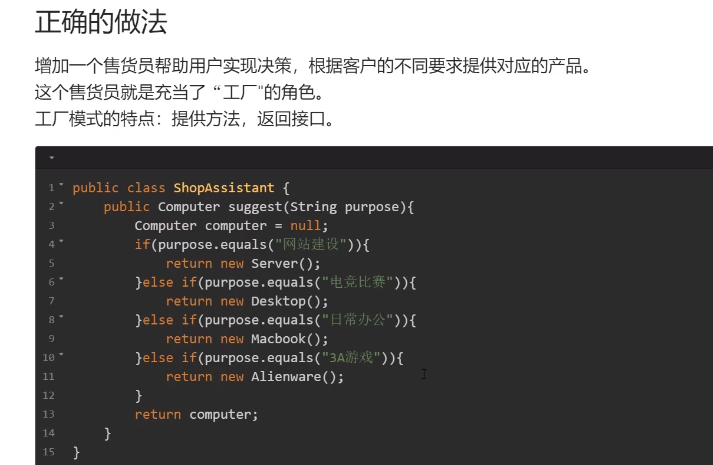 正确的做法
增加一个售货员帮助用户实现决策，根据客户的不同要求提供对应的产品。
这个售货员就是充当了“工厂"的角色。
工厂模式的特点：提供方法，返回接口。
1 public class ShopAssistant {
2     public Computer suggest(String purpose){
3         Computer computer = null;
4         if(purpose.equals("网站建设")){
5             return new Server();
6         }else if(purpose.equals("电竞比赛")){
7             return new Desktop();
8         }else if(purpose.equals("日常办公")){
9             return new Macbook();
10         }else if(purpose.equals("3A游戏")){
11             return new Alienware();
12         }
13         return computer;
14     }
15 }